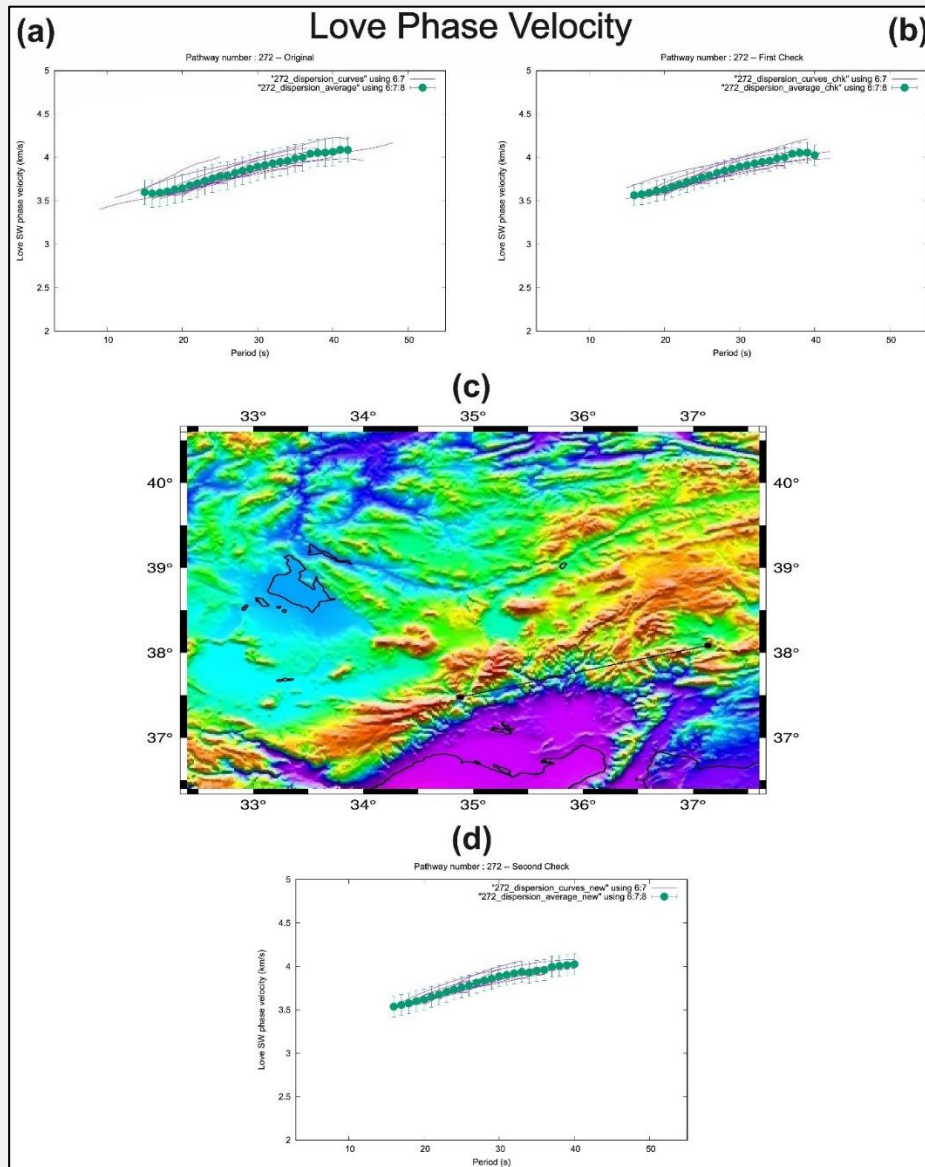 Love Phase Velocity
(a)
Pathway number : 272 -- Original
"272_dispersion_curves" using 6:7
"272_dispersion_average" using 6:7:8
Love SW phase velocity (km/s)
5
4.5
4
3.5
3
2.5
2
10 20 30 40 50
Period (s)
(b)
Pathway number : 272 -- First Check
"272_dispersion_curves_chk" using 6:7
"272_dispersion_average_chk" using 6:7:8
Love SW phase velocity (km/s)
5
4.5
4
3.5
3
2.5
2
10 20 30 40 50
Period (s)
(c)
33° 34° 35° 36° 37°
40° 40°
39° 39°
38° 38°
37° 37°
33° 34° 35° 36° 37°
(d)
Pathway number : 272 -- Second Check
"272_dispersion_curves_new" using 6:7
"272_dispersion_average_new" using 6:7:8
Love SW phase velocity (km/s)
5
4.5
4
3.5
3
2.5
2
10 20 30 40 50
Period (s)